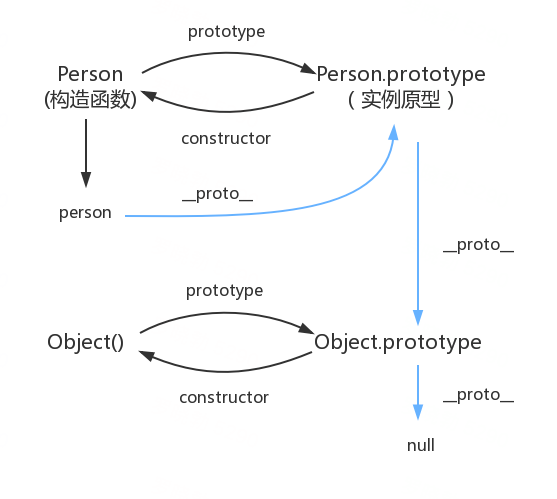 prototype
Person
(构造函数)
Person.prototype
（实例原型）
constructor
__proto__
person
__proto__
prototype
Object()
Object.prototype
constructor
__proto__
null